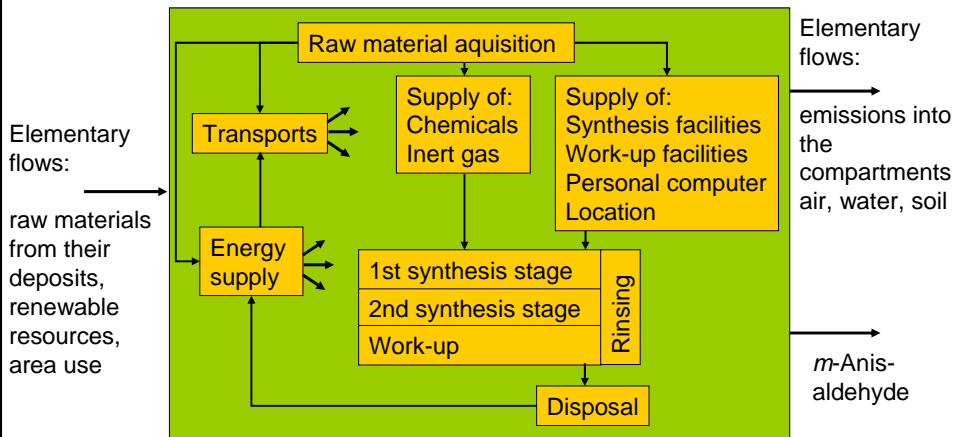 Elementary
flows:
raw materials
from their
deposits,
renewable
resources,
area use
Raw material aquisition
Transports
Energy
supply
Supply of:
Chemicals
Inert gas
Supply of:
Synthesis facilities
Work-up facilities
Personal computer
Location
1st synthesis stage
2nd synthesis stage
Work-up
Rinsing
Disposal
Elementary
flows:
emissions into
the
compartments
air, water, soil
m-Anis-
aldehyde